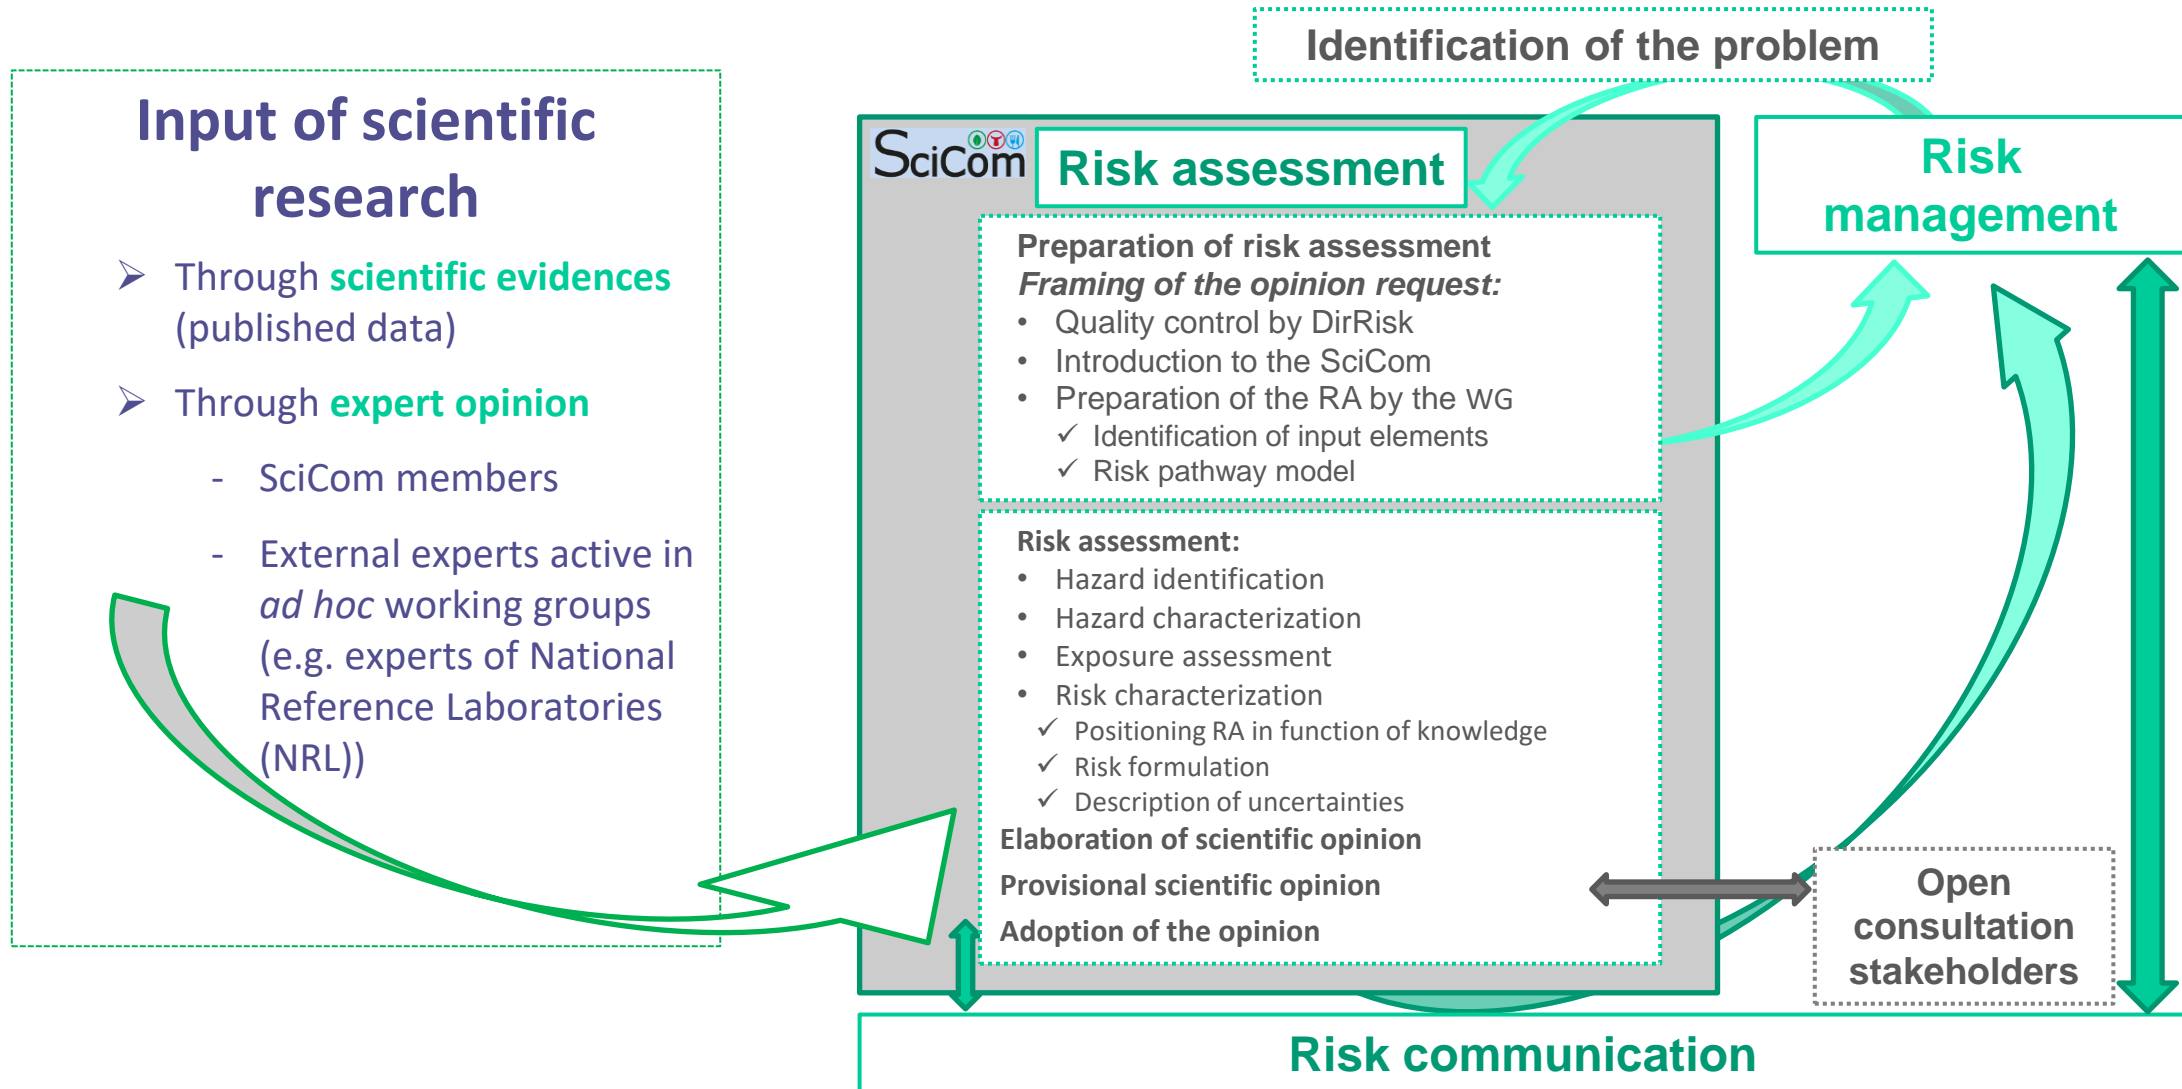 Identification of the problem
Input of scientific
research
➢ Through scientific evidences
(published data)
➢ Through expert opinion
- SciCom members
- External experts active in
ad hoc working groups
(e.g. experts of National
Reference Laboratories
(NRL))
SciCom
Risk assessment
Preparation of risk assessment
Framing of the opinion request:
• Quality control by DirRisk
• Introduction to the SciCom
• Preparation of the RA by the WG
✓ Identification of input elements
✓ Risk pathway model
Risk assessment:
• Hazard identification
• Hazard characterization
• Exposure assessment
• Risk characterization
✓ Positioning RA in function of knowledge
✓ Risk formulation
✓ Description of uncertainties
Elaboration of scientific opinion
Provisional scientific opinion
Adoption of the opinion
Risk
management
Open
consultation
stakeholders
Risk communication